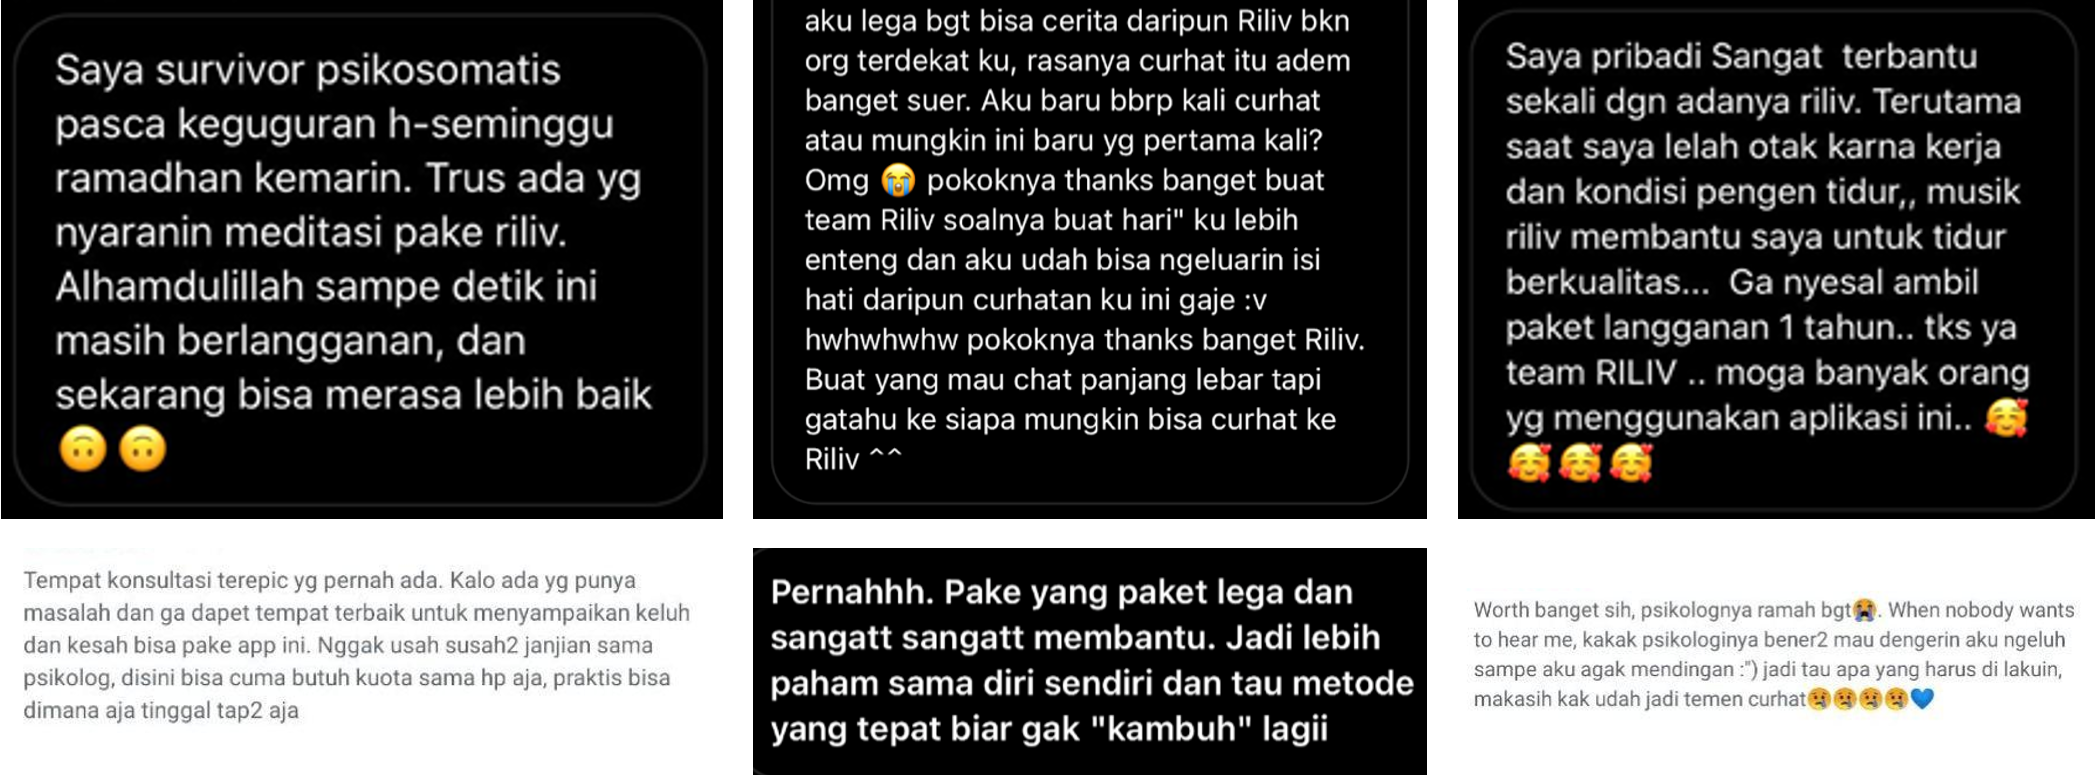 Saya survivor psikosomatis
pasca keguguran h-seminggu
ramadhan kemarin. Trus ada yg
nyaranin meditasi pake riliv.
Alhamdulillah sampe detik ini
masih berlangganan, dan
sekarang bisa merasa lebih baik
🙃 🙃
aku lega bgt bisa cerita daripun Riliv bkn
org terdekat ku, rasanya curhat itu adem
banget suer. Aku baru bbrp kali curhat
atau mungkin ini baru yg pertama kali?
Omg 😭 pokoknya thanks banget buat
team Riliv soalnya buat hari" ku lebih
enteng dan aku udah bisa ngeluarin isi
hati daripun curhatan ku ini gaje :v
hwhwhwhw pokoknya thanks banget Riliv.
Buat yang mau chat panjang lebar tapi
gatahu ke siapa mungkin bisa curhat ke
Riliv ^^
Saya pribadi Sangat  terbantu
sekali dgn adanya riliv. Terutama
saat saya lelah otak karna kerja
dan kondisi pengen tidur,, musik
riliv membantu saya untuk tidur
berkualitas...  Ga nyesal ambil
paket langganan 1 tahun.. tks ya
team RILIV .. moga banyak orang
yg menggunakan aplikasi ini.. 🥰
🥰 🥰 🥰
Tempat konsultasi terepic yg pernah ada. Kalo ada yg punya
masalah dan ga dapet tempat terbaik untuk menyampaikan keluh
dan kesah bisa pake app ini. Nggak usah susah2 janjian sama
psikolog, disini bisa cuma butuh kuota sama hp aja, praktis bisa
dimana aja tinggal tap2 aja
Pernahhh. Pake yang paket lega dan
sangatt sangatt membantu. Jadi lebih
paham sama diri sendiri dan tau metode
yang tepat biar gak "kambuh" lagii
Worth banget sih, psikolognya ramah bgt😭. When nobody wants
to hear me, kakak psikologinya bener2 mau dengerin aku ngeluh
sampe aku agak mendingan :") jadi tau apa yang harus di lakuin,
makasih kak udah jadi temen curhat😢😢😢😢💙